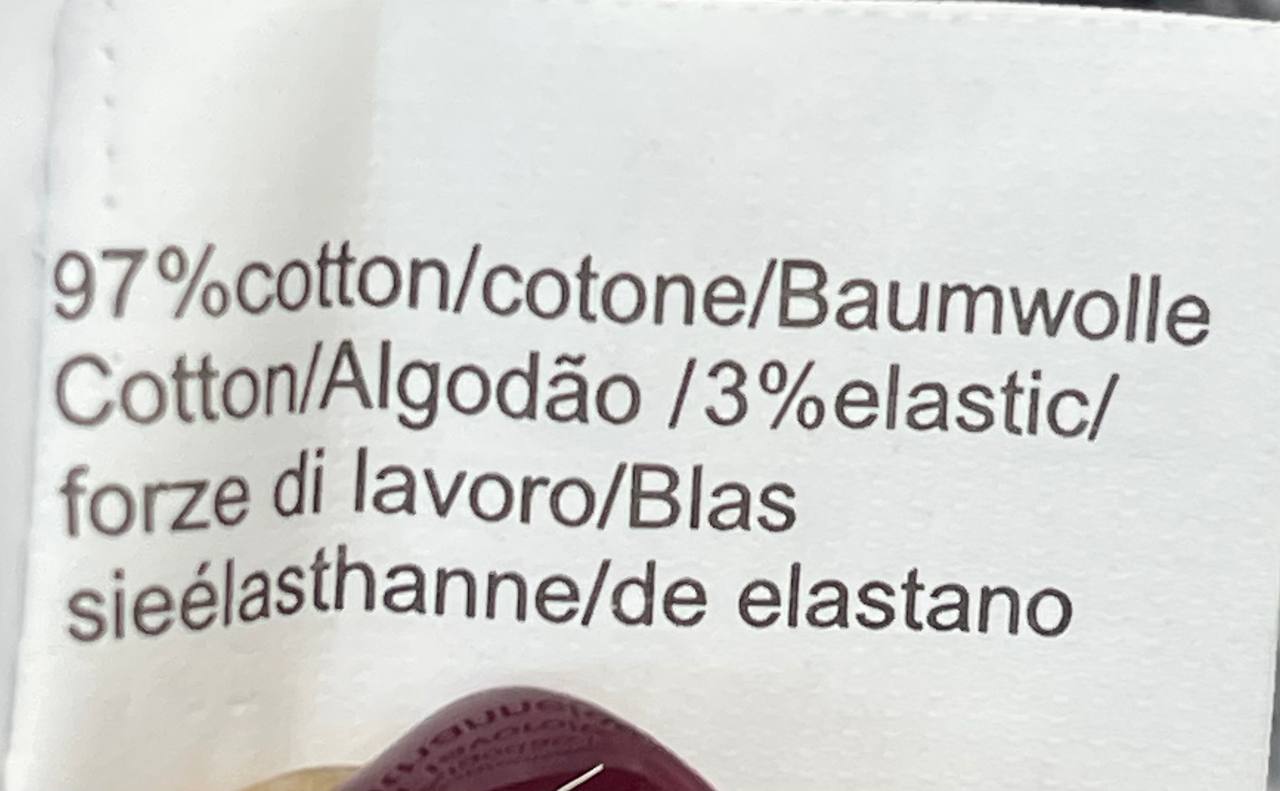 97%cotton/cotone/Baumwolle
Cotton/Algodão /3%elastic/
forze di lavoro/Blas
sieélasthanne/de elastano